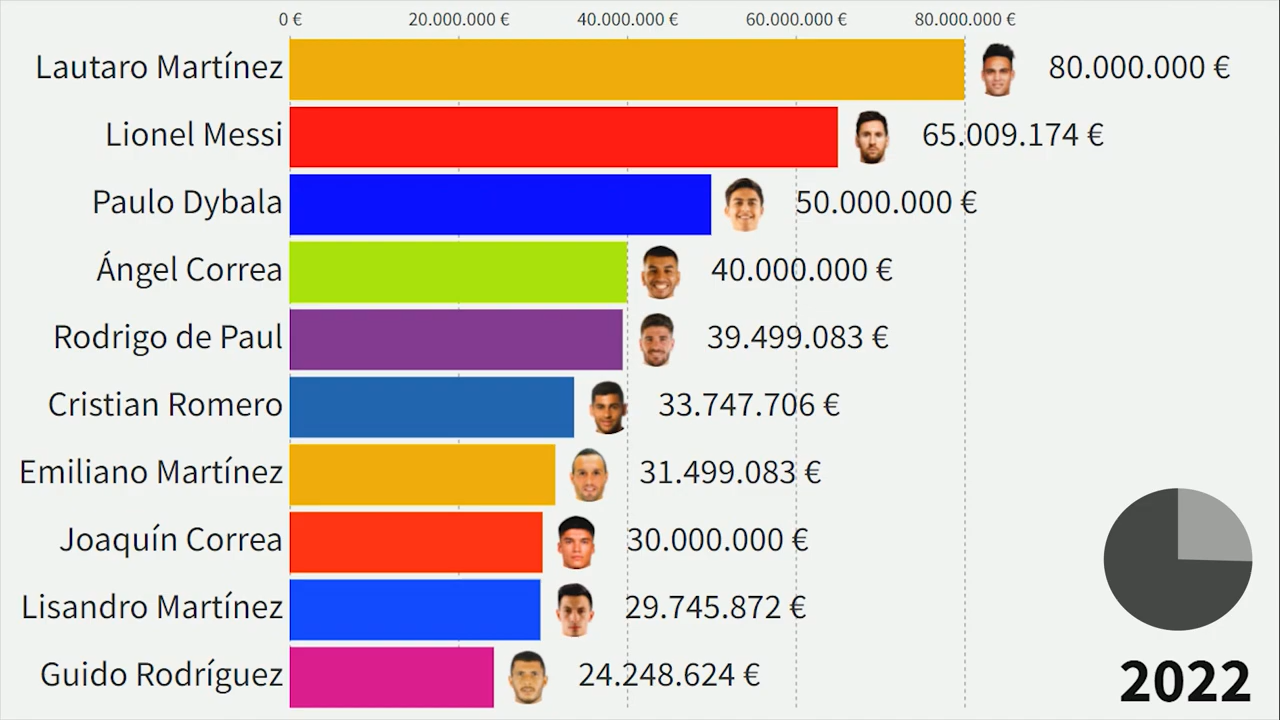 0 € 20.000.000 € 40.000.000 € 60.000.000 € 80.000.000 €
Lautaro Martínez 80.000.000 €
Lionel Messi 65.009.174 €
Paulo Dybala 50.000.000 €
Ángel Correa 40.000.000 €
Rodrigo de Paul 39.499.083 €
Cristian Romero 33.747.706 €
Emiliano Martínez 31.499.083 €
Joaquín Correa 30.000.000 €
Lisandro Martínez 29.745.872 €
Guido Rodríguez 24.248.624 €
2022